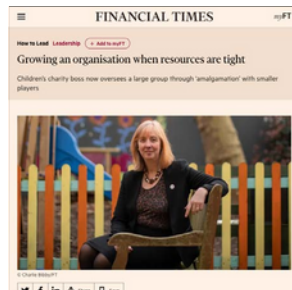 FINANCIAL TIMES
myFT
How to Lead Leadership + Add to myFT
Growing an organisation when resources are tight
Children's charity boss now oversees a large group through 'amalgamation' with smaller
players
© Charlie Bibby/FT